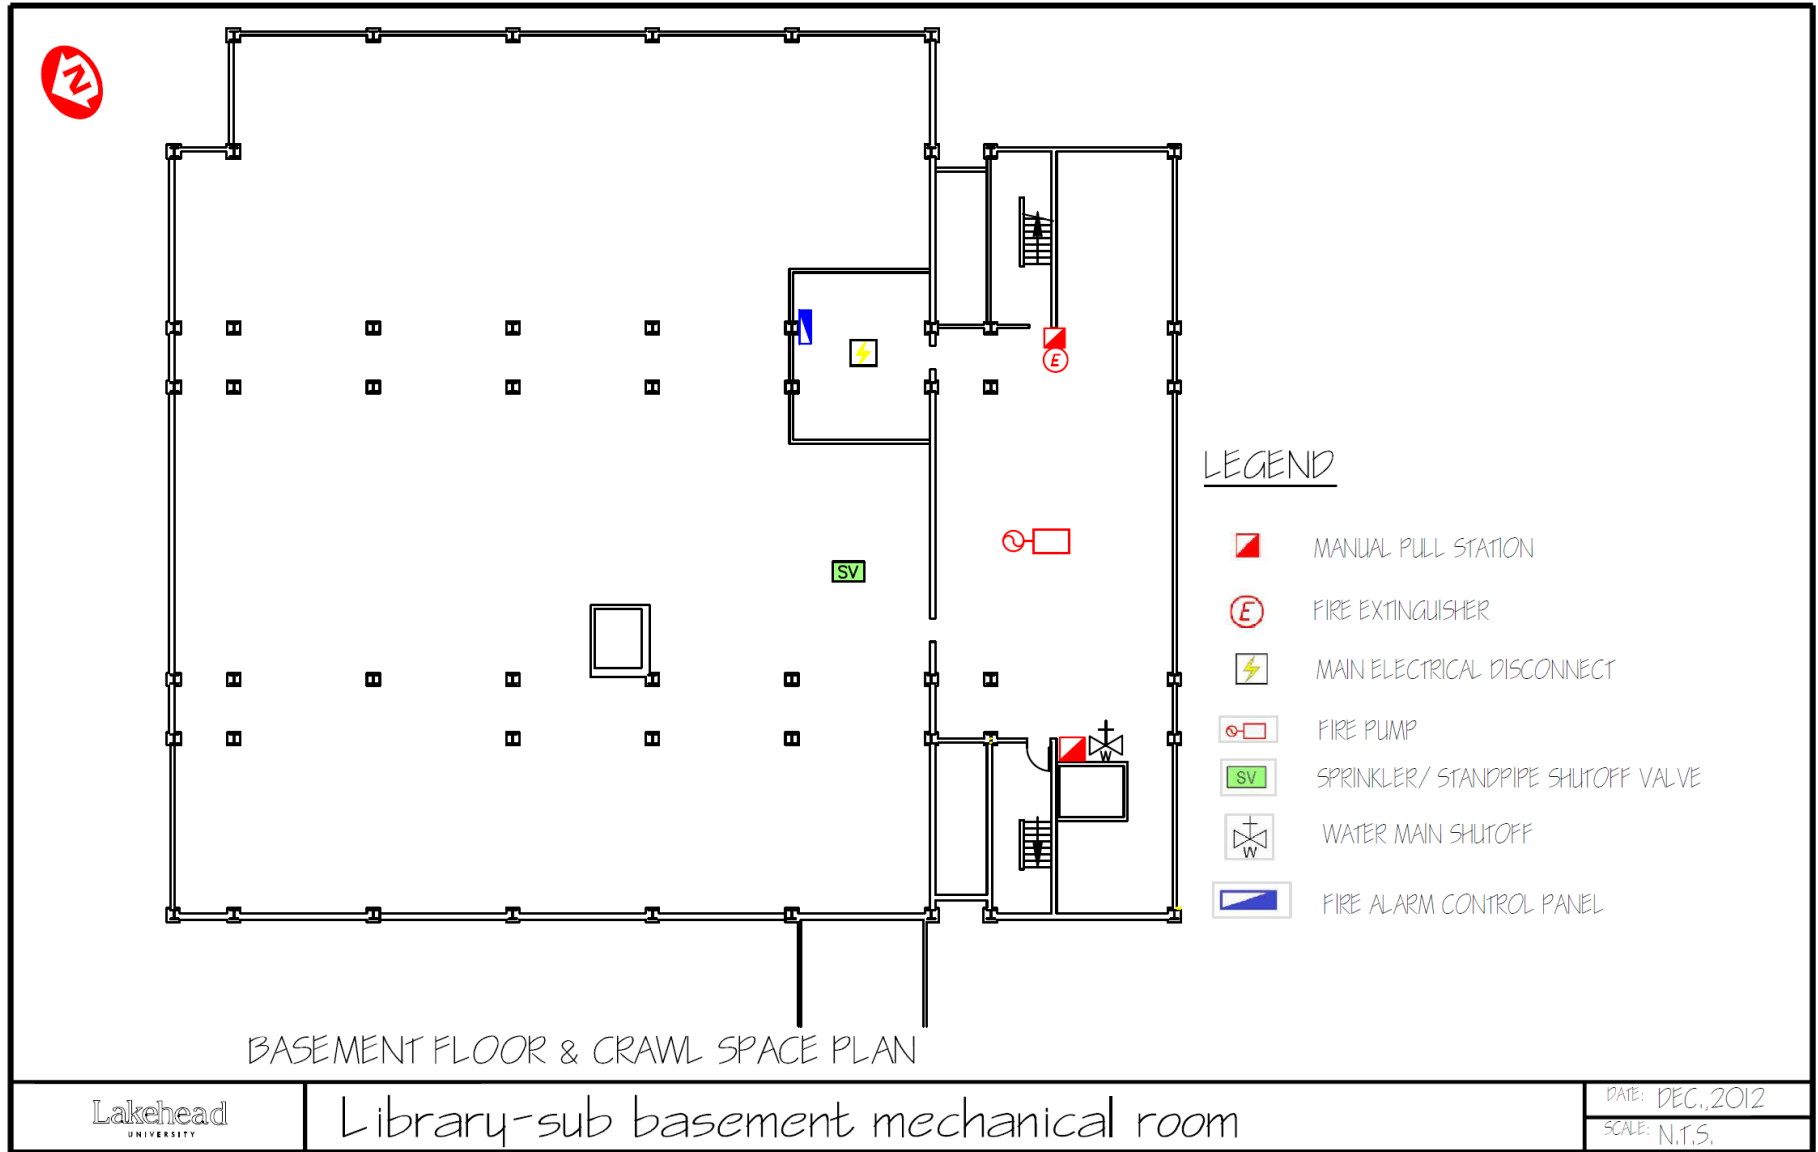 N
E
SV
W
LEGEND
MANUAL PULL STATION
E FIRE EXTINGUISHER
MAIN ELECTRICAL DISCONNECT
FIRE PUMP
SV SPRINKLER/ STANDPIPE SHUTOFF VALVE
W WATER MAIN SHUTOFF
FIRE ALARM CONTROL PANEL
BASEMENT FLOOR & CRAWL SPACE PLAN
Lakehead
UNIVERSITY
Library-sub basement mechanical room
DATE: DEC.,2012
SCALE: N.T.S.